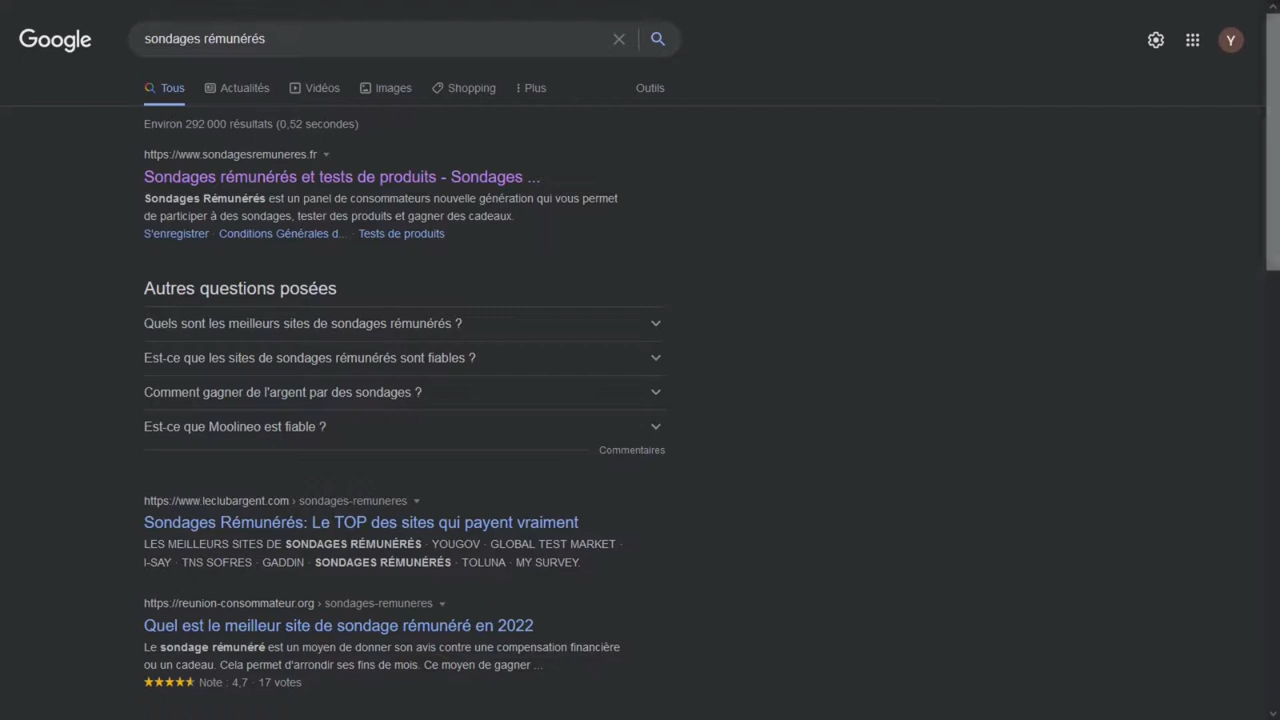 Google
sondages rémunérés
Y
Tous Actualités Vidéos Images Shopping Plus Outils
Environ 292 000 résultats (0,52 secondes)
https://www.sondagesremuneres.fr
Sondages rémunérés et tests de produits - Sondages ...
Sondages Rémunérés est un panel de consommateurs nouvelle génération qui vous permet
de participer à des sondages, tester des produits et gagner des cadeaux.
S'enregistrer · Conditions Générales d... · Tests de produits
Autres questions posées
Quels sont les meilleurs sites de sondages rémunérés ?
Est-ce que les sites de sondages rémunérés sont fiables ?
Comment gagner de l'argent par des sondages ?
Est-ce que Moolineo est fiable ?
Commentaires
https://www.leclubargent.com › sondages-remuneres
Sondages Rémunérés: Le TOP des sites qui payent vraiment
LES MEILLEURS SITES DE SONDAGES RÉMUNÉRÉS · YOUGOV · GLOBAL TEST MARKET ·
I-SAY · TNS SOFRES · GADDIN · SONDAGES RÉMUNÉRÉS · TOLUNA · MY SURVEY.
https://reunion-consommateur.org › sondages-remuneres
Quel est le meilleur site de sondage rémunéré en 2022
Le sondage rémunéré est un moyen de donner son avis contre une compensation financière
ou un cadeau. Cela permet d'arrondir ses fins de mois. Ce moyen de gagner ...
Note : 4,7 · 17 votes